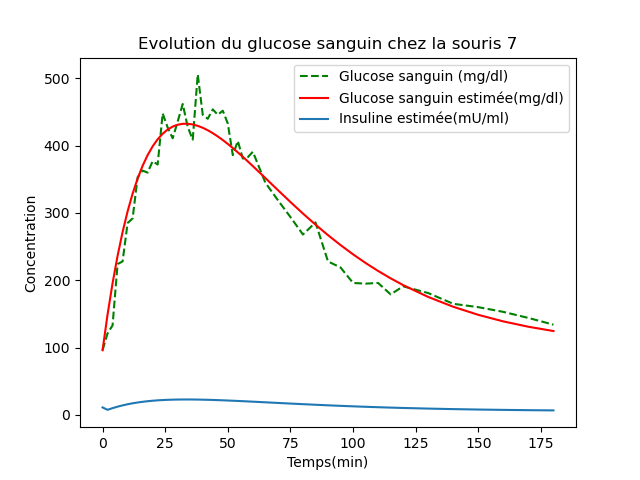 Evolution du glucose sanguin chez la souris 7
Glucose sanguin (mg/dl)
Glucose sanguin estimée(mg/dl)
Insuline estimée(mU/ml)
Concentration
500
400
300
200
100
0
0 25 50 75 100 125 150 175
Temps(min)